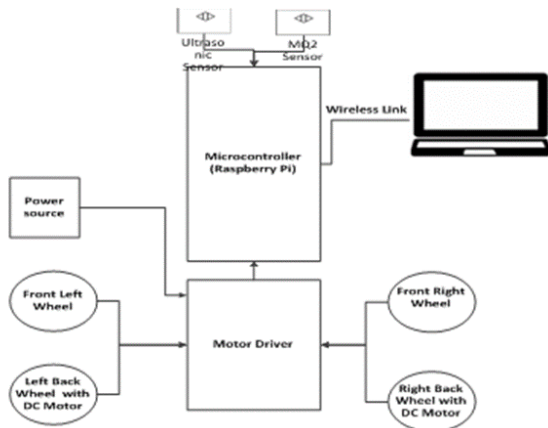 Ultraso
nic
Sensor
MQ2
Sensor
Wireless Link
Microcontroller
(Raspberry Pi)
Power
source
Front Left
Wheel
Front Right
Wheel
Motor Driver
Left Back
Wheel with
DC Motor
Right Back
Wheel with
DC Motor